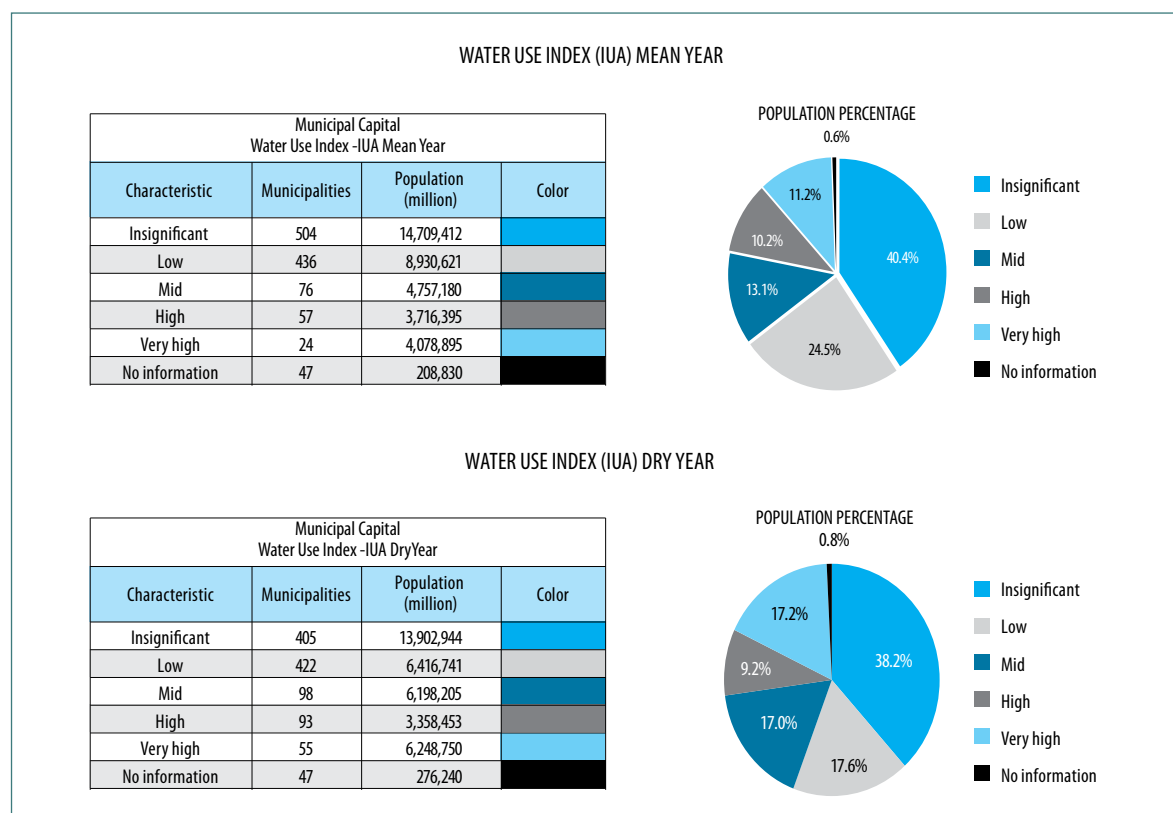 WATER USE INDEX (IUA) MEAN YEAR
Municipal Capital
Water Use Index -IUA Mean Year
Characteristic Municipalities Population (million) Color
Insignificant 504 14,709,412
Low 436 8,930,621
Mid 76 4,757,180
High 57 3,716,395
Very high 24 4,078,895
No information 47 208,830
POPULATION PERCENTAGE
0.6%
11.2%
10.2%
40.4%
13.1%
24.5%
Insignificant
Low
Mid
High
Very high
No information
WATER USE INDEX (IUA) DRY YEAR
Municipal Capital
Water Use Index -IUA DryYear
Characteristic Municipalities Population (million) Color
Insignificant 405 13,902,944
Low 422 6,416,741
Mid 98 6,198,205
High 93 3,358,453
Very high 55 6,248,750
No information 47 276,240
POPULATION PERCENTAGE
0.8%
17.2%
38.2%
9.2%
17.0%
17.6%
Insignificant
Low
Mid
High
Very high
No information